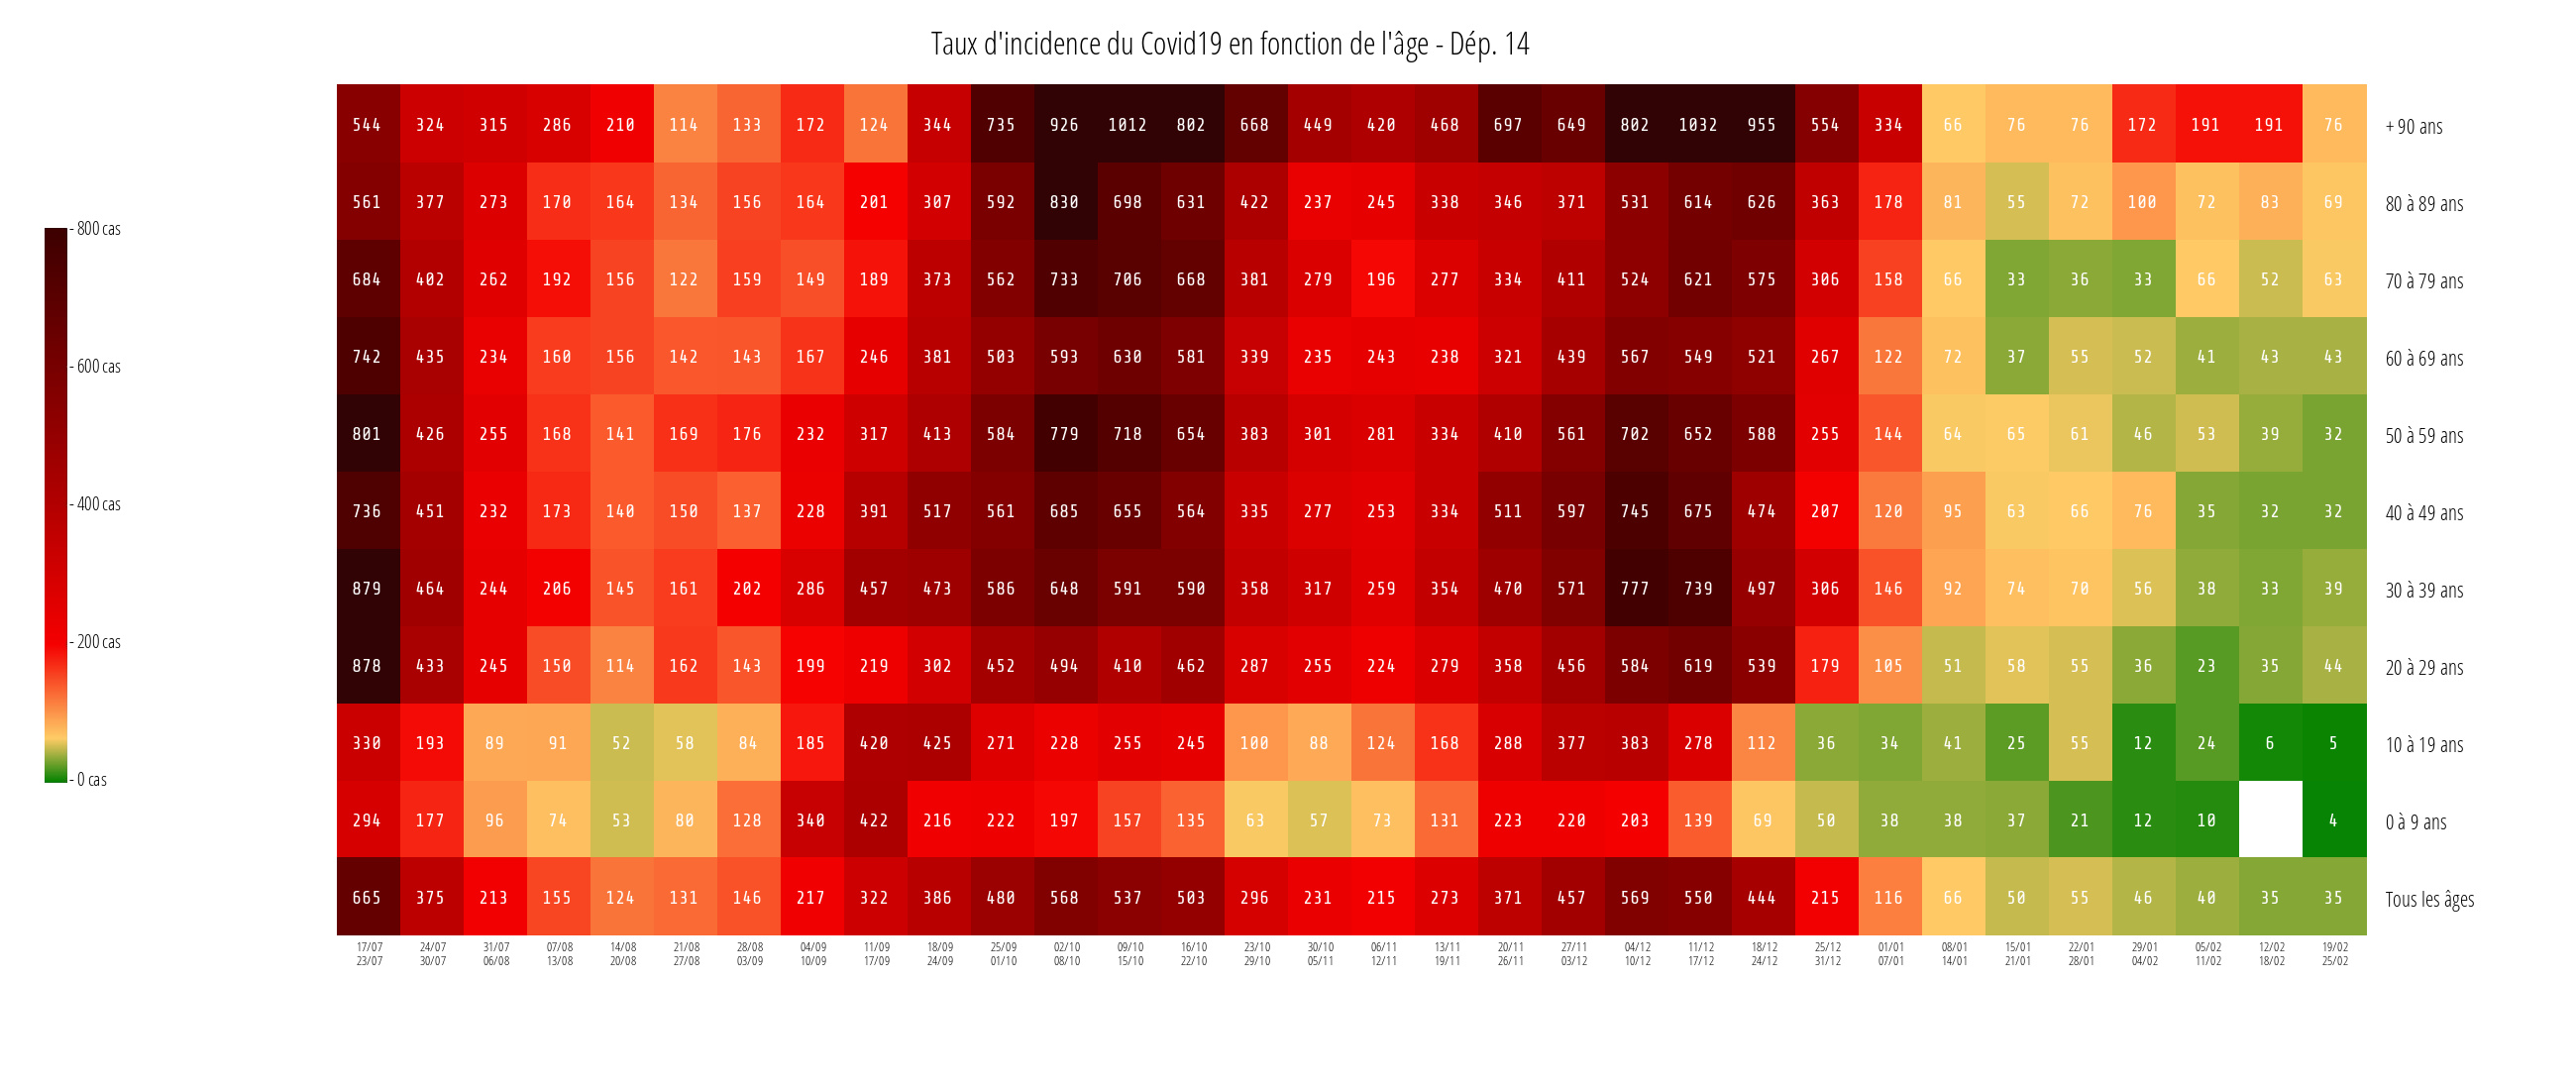 Taux d'incidence du Covid19 en fonction de l'âge - Dép. 14
- 800 cas
- 600 cas
- 400 cas
- 200 cas
- 0 cas
544 324 315 286 210 114 133 172 124 344 735 926 1012 802 668 449 420 468 697 649 802 1032 955 554 334 66 76 76 172 191 191 76 + 90 ans
561 377 273 170 164 134 156 164 201 307 592 830 698 631 422 237 245 338 346 371 531 614 626 363 178 81 55 72 100 72 83 69 80 à 89 ans
684 402 262 192 156 122 159 149 189 373 562 733 706 668 381 279 196 277 334 411 524 621 575 306 158 66 33 36 33 66 52 63 70 à 79 ans
742 435 234 160 156 142 143 167 246 381 503 593 630 581 339 235 243 238 321 439 567 549 521 267 122 72 37 55 52 41 43 43 60 à 69 ans
801 426 255 168 141 169 176 232 317 413 584 779 718 654 383 301 281 334 410 561 702 652 588 255 144 64 65 61 46 53 39 32 50 à 59 ans
736 451 232 173 140 150 137 228 391 517 561 685 655 564 335 277 253 334 511 597 745 675 474 207 120 95 63 66 76 35 32 32 40 à 49 ans
879 464 244 206 145 161 202 286 457 473 586 648 591 590 358 317 259 354 470 571 777 739 497 306 146 92 74 70 56 38 33 39 30 à 39 ans
878 433 245 150 114 162 143 199 219 302 452 494 410 462 287 255 224 279 358 456 584 619 539 179 105 51 58 55 36 23 35 44 20 à 29 ans
330 193 89 91 52 58 84 185 420 425 271 228 255 245 100 88 124 168 288 377 383 278 112 36 34 41 25 55 12 24 6 5 10 à 19 ans
294 177 96 74 53 80 128 340 422 216 222 197 157 135 63 57 73 131 223 220 203 139 69 50 38 38 37 21 12 10 4 0 à 9 ans
665 375 213 155 124 131 146 217 322 386 480 568 537 503 296 231 215 273 371 457 569 550 444 215 116 66 50 55 46 40 35 35 Tous les âges
17/07 24/07 31/07 07/08 14/08 21/08 28/08 04/09 11/09 18/09 25/09 02/10 09/10 16/10 23/10 30/10 06/11 13/11 20/11 27/11 04/12 11/12 18/12 25/12 01/01 08/01 15/01 22/01 29/01 05/02 12/02 19/02
23/07 30/07 06/08 13/08 20/08 27/08 03/09 10/09 17/09 24/09 01/10 08/10 15/10 22/10 29/10 05/11 12/11 19/11 26/11 03/12 10/12 17/12 24/12 31/12 07/01 14/01 21/01 28/01 04/02 11/02 18/02 25/02